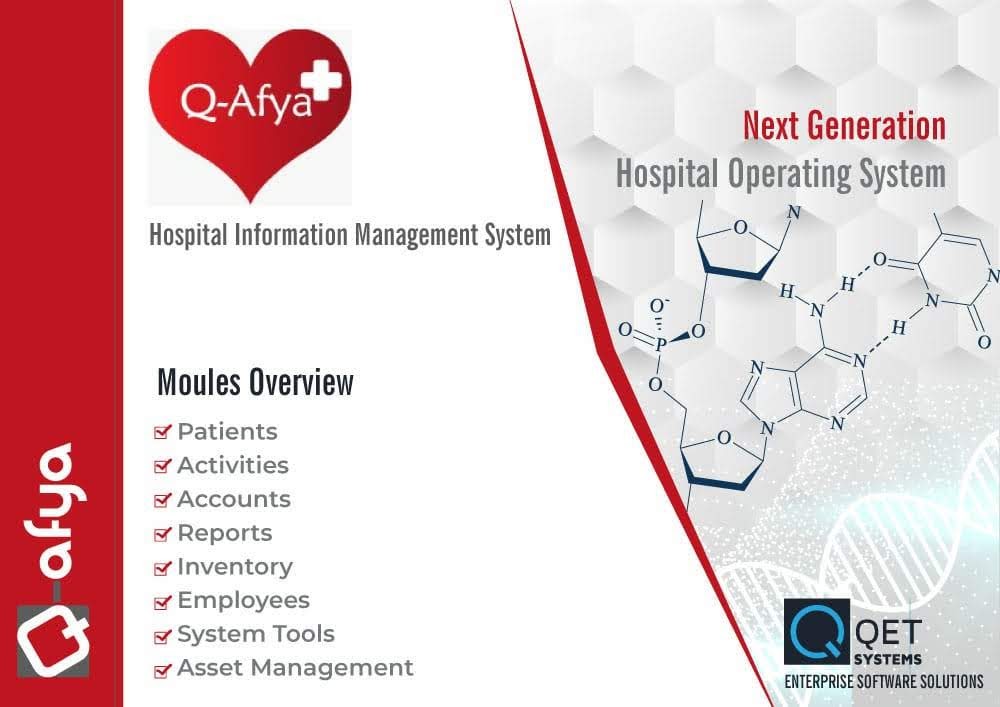 Q-Afya
Hospital Information Management System
Next Generation
Hospital Operating System
Moules Overview
Patients
Activities
Accounts
Reports
Inventory
Employees
System Tools
Asset Management
Q-afya
N
O
H
H
O
N
N
O
N
H
O
O-
P
O
O
N
N
N
N
O
QET
SYSTEMS
ENTERPRISE SOFTWARE SOLUTIONS